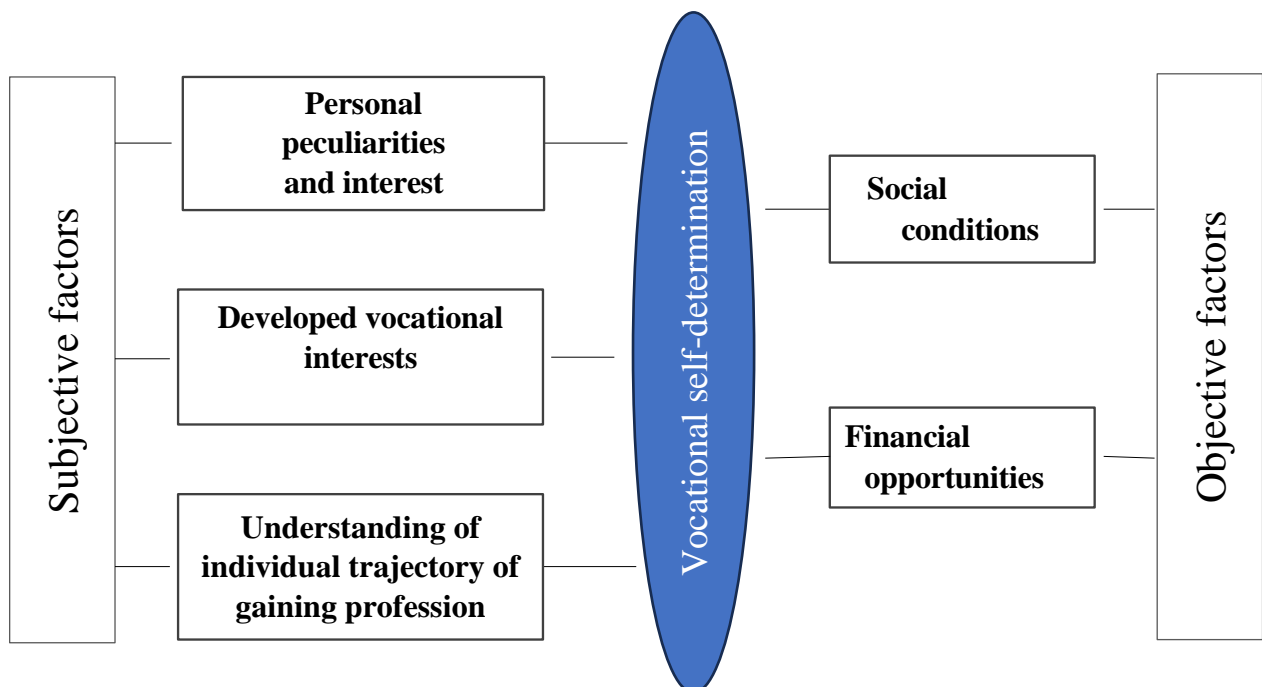 Subjective factors
Personal
peculiarities
and interest
Developed vocational
interests
Understanding of
individual trajectory of
gaining profession
Vocational self-determination
Social
conditions
Financial
opportunities
Objective factors